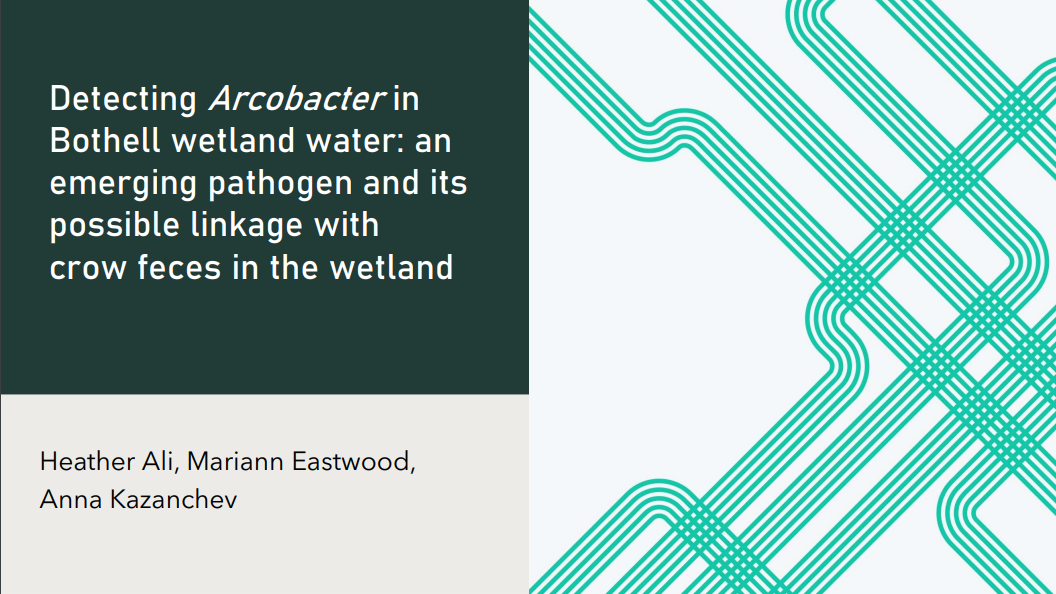 Detecting Arcobacter in
Bothell wetland water: an
emerging pathogen and its
possible linkage with
crow feces in the wetland
Heather Ali, Mariann Eastwood,
Anna Kazanchev